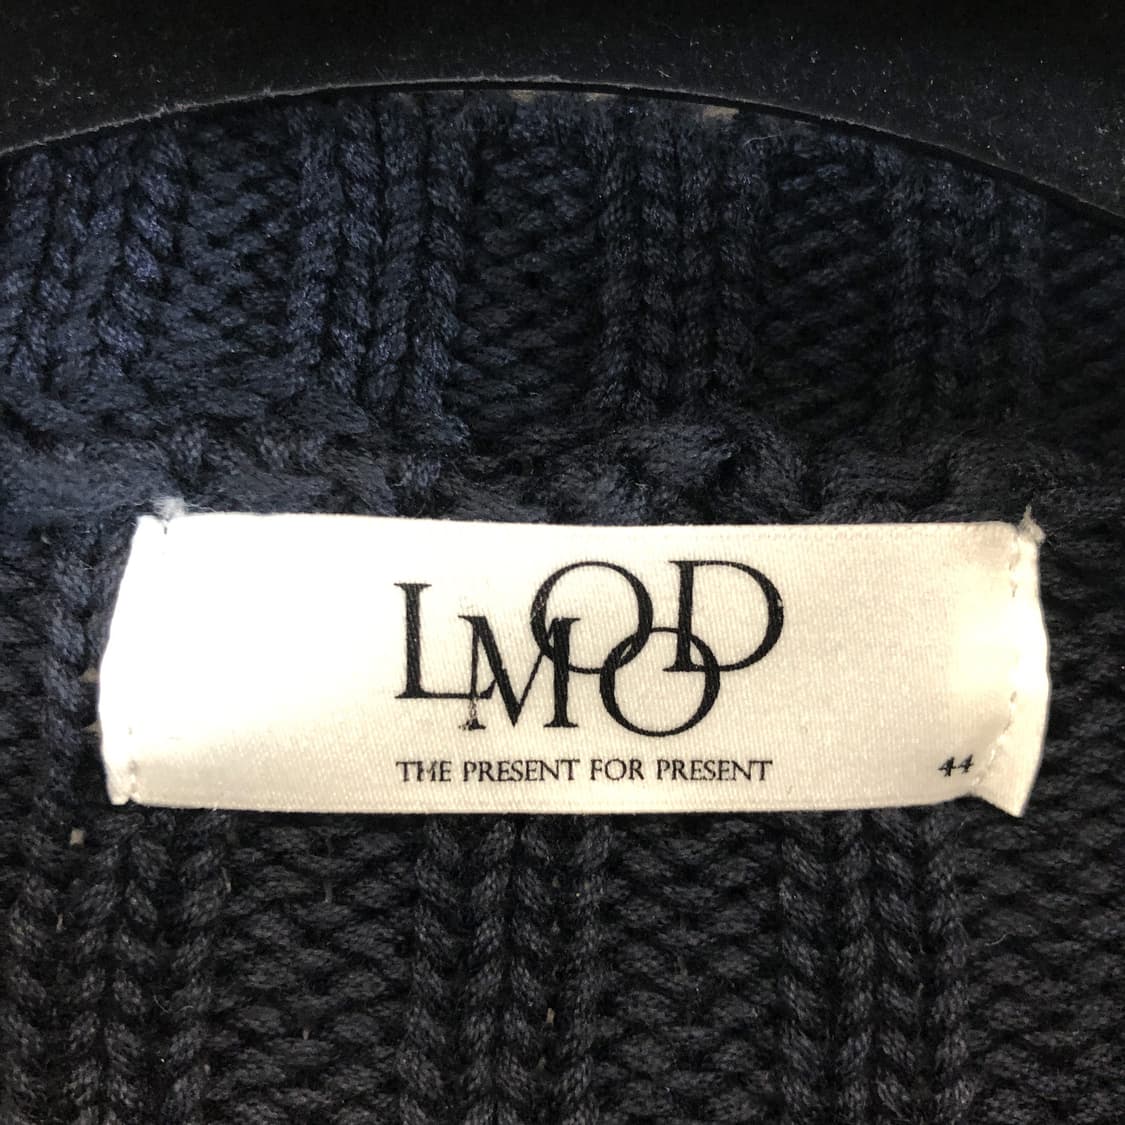 LMOOD
THE PRESENT FOR PRESENT
44